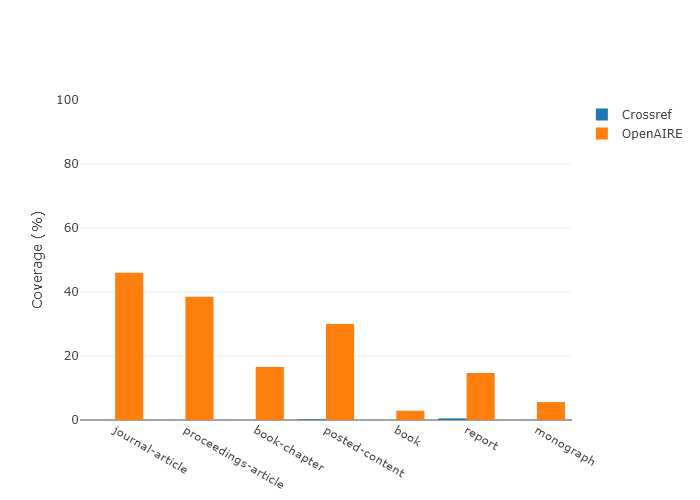 100
80
60
40
20
0
Coverage (%)
journal-article
proceedings-article
book-chapter
posted-content
book
report
monograph
Crossref
OpenAIRE